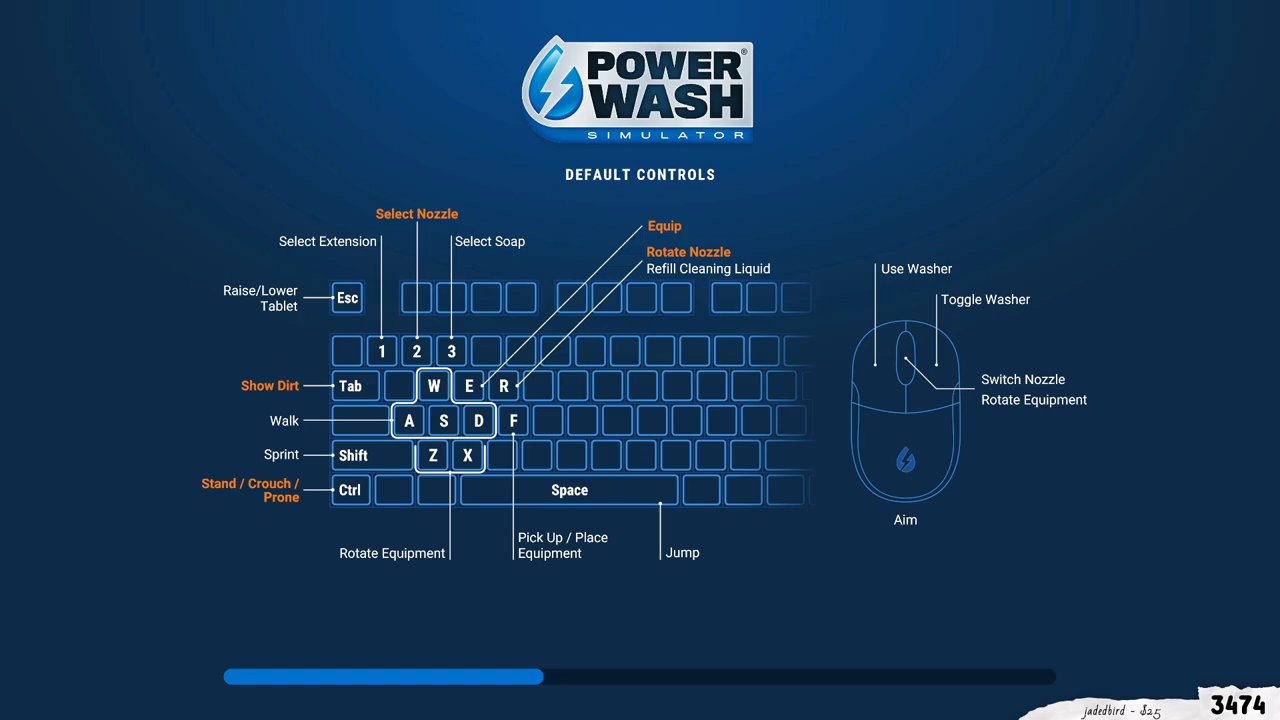 POWER®
WASH
SIMULATOR
DEFAULT CONTROLS
Select Nozzle
Select Extension
Select Soap
Equip
Rotate Nozzle
Refill Cleaning Liquid
Use Washer
Toggle Washer
Raise/Lower
Tablet
Esc
1 2 3
Show Dirt
Tab W E R
Switch Nozzle
Rotate Equipment
Walk
A S D F
Sprint
Shift Z X
Stand / Crouch /
Prone
Ctrl Space
Aim
Rotate Equipment
Pick Up / Place
Equipment
Jump
jadedbird - $25
3474